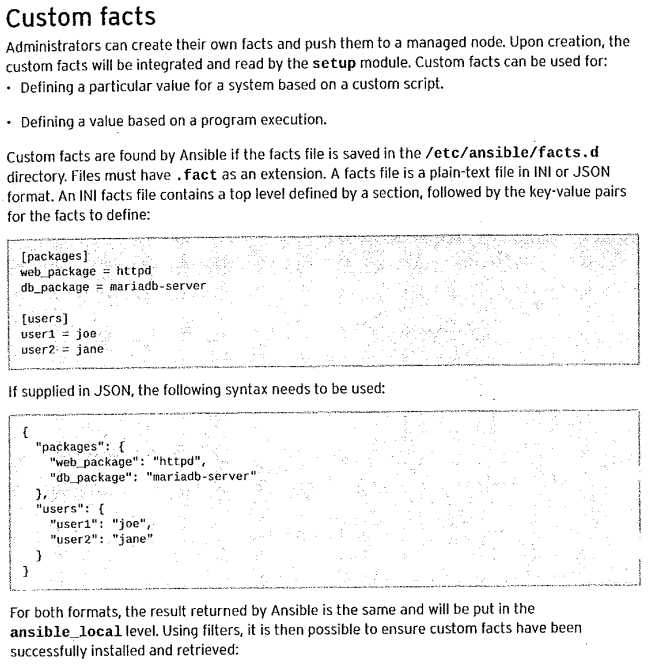 Custom facts
Administrators can create their own facts and push them to a managed node. Upon creation, the
custom facts will be integrated and read by the setup module. Custom facts can be used for:
• Defining a particular value for a system based on a custom script.
• Defining a value based on a program execution.
Custom facts are found by Ansible if the facts file is saved in the /etc/ansible/facts.d
directory. Files must have .fact as an extension. A facts file is a plain-text file in INI or JSON
format. An INI facts file contains a top level defined by a section, followed by the key-value pairs
for the facts to define:
[packages]
web_package = httpd
db_package = mariadb-server
[users]
user1 = joe
user2 = jane
If supplied in JSON, the following syntax needs to be used:
{
  "packages": {
    "web_package": "httpd",
    "db_package": "mariadb-server"
  },
  "users": {
    "user1": "joe",
    "user2": "jane"
  }
}
For both formats, the result returned by Ansible is the same and will be put in the
ansible_local level. Using filters, it is then possible to ensure custom facts have been
successfully installed and retrieved: